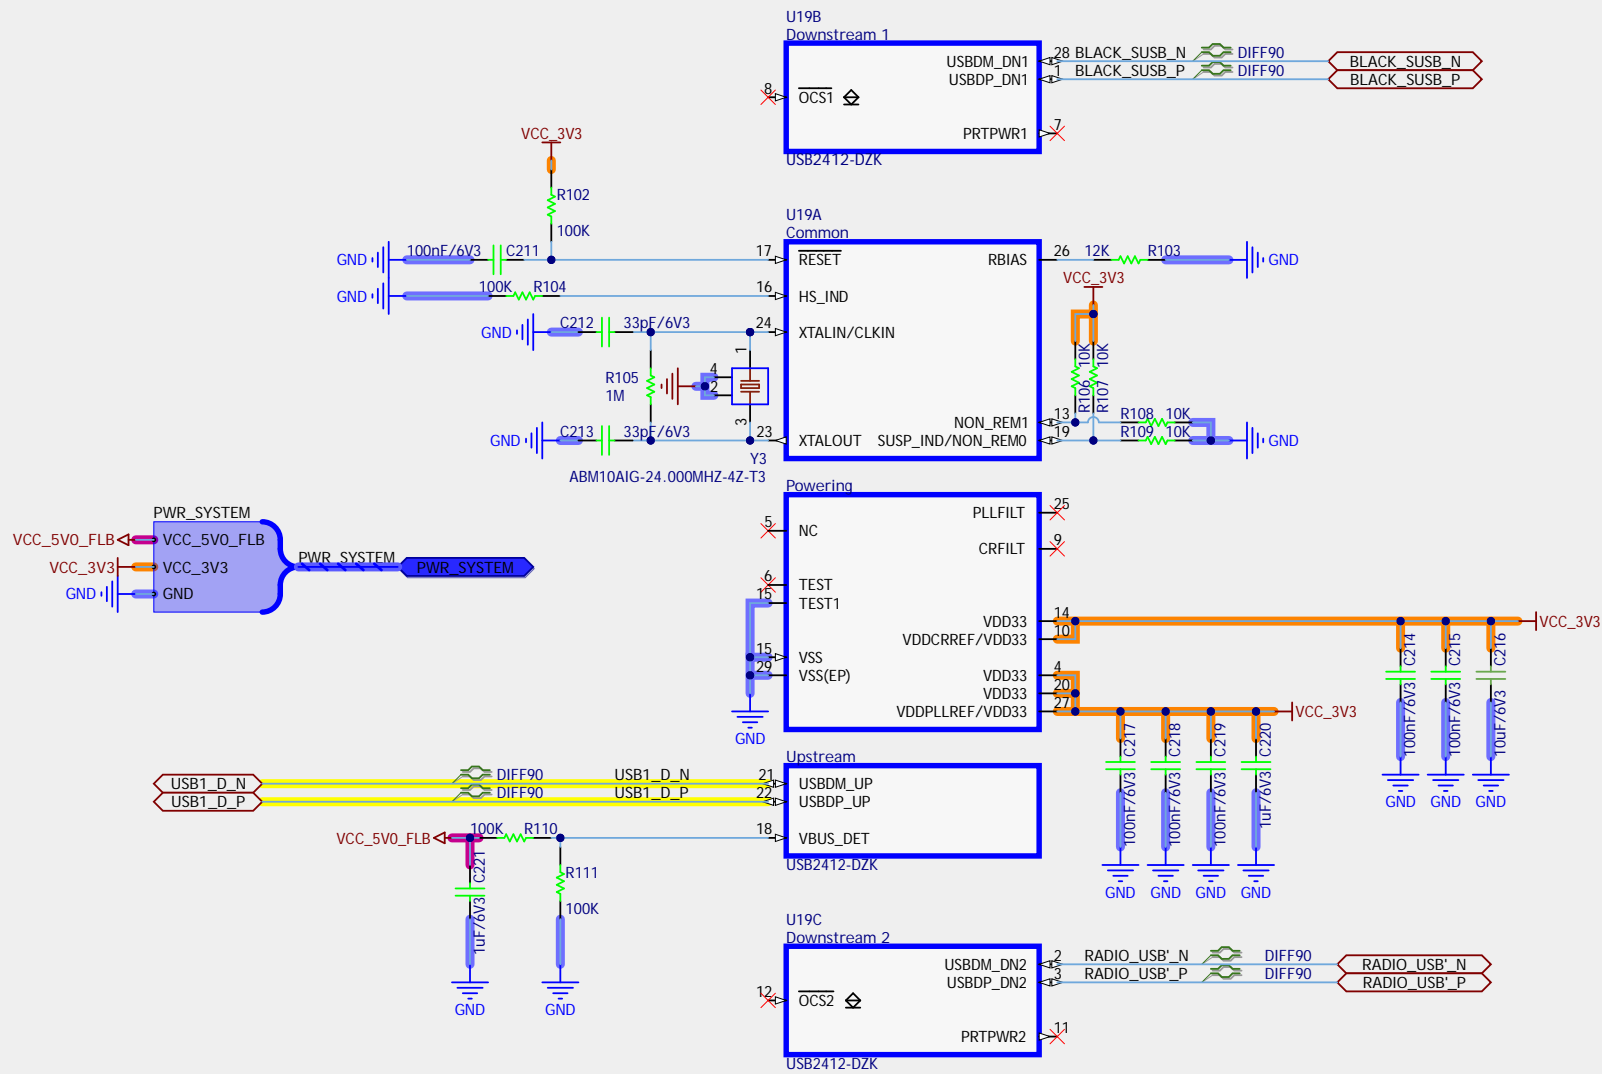 U19B
Downstream 1
USBDM_DN1
28
BLACK_SUSB_N
DIFF90
BLACK_SUSB_N
USBDP_DN1
1
BLACK_SUSB_P
DIFF90
BLACK_SUSB_P
8
OCS1
PRTPWR1
7
USB2412-DZK
VCC_3V3
R102
100K
U19A
Common
GND
100nF/6V3
C211
17
RESET
RBIAS
26
12K
R103
GND
GND
100K
R104
16
HS_IND
VCC_3V3
GND
C212
33pF/6V3
24
XTALIN/CLKIN
R105
1M
1
4
2
3
10K
10K
R106
R107
NON_REM1
13
R108
10K
GND
C213
33pF/6V3
23
XTALOUT
SUSP_IND/NON_REM0
19
R109
10K
GND
Y3
ABM10AIG-24.000MHZ-4Z-T3
Powering
PWR_SYSTEM
VCC_5V0_FLB
VCC_5V0_FLB
VCC_3V3
VCC_3V3
GND
GND
PWR_SYSTEM
PWR_SYSTEM
5
NC
PLLFILT
25
CRFILT
9
6
TEST
15
TEST1
VDD33
14
VCC_3V3
VDDCRREF/VDD33
10
15
VSS
29
VSS(EP)
VDD33
4
VDD33
20
VDDPLLREF/VDD33
27
VCC_3V3
GND
C214
100nF/6V3
GND
C215
100nF/6V3
GND
C216
10uF/6V3
GND
C217
100nF/6V3
GND
C218
100nF/6V3
GND
C219
100nF/6V3
GND
C220
1uF/6V3
GND
Upstream
USB1_D_N
DIFF90
USB1_D_N
21
USBDM_UP
USB1_D_P
DIFF90
USB1_D_P
22
USBDP_UP
VCC_5V0_FLB
100K
R110
18
VBUS_DET
USB2412-DZK
C221
1uF/6V3
GND
R111
100K
GND
U19C
Downstream 2
USBDM_DN2
2
RADIO_USB'_N
DIFF90
RADIO_USB'_N
USBDP_DN2
3
RADIO_USB'_P
DIFF90
RADIO_USB'_P
12
OCS2
PRTPWR2
11
USB2412-DZK